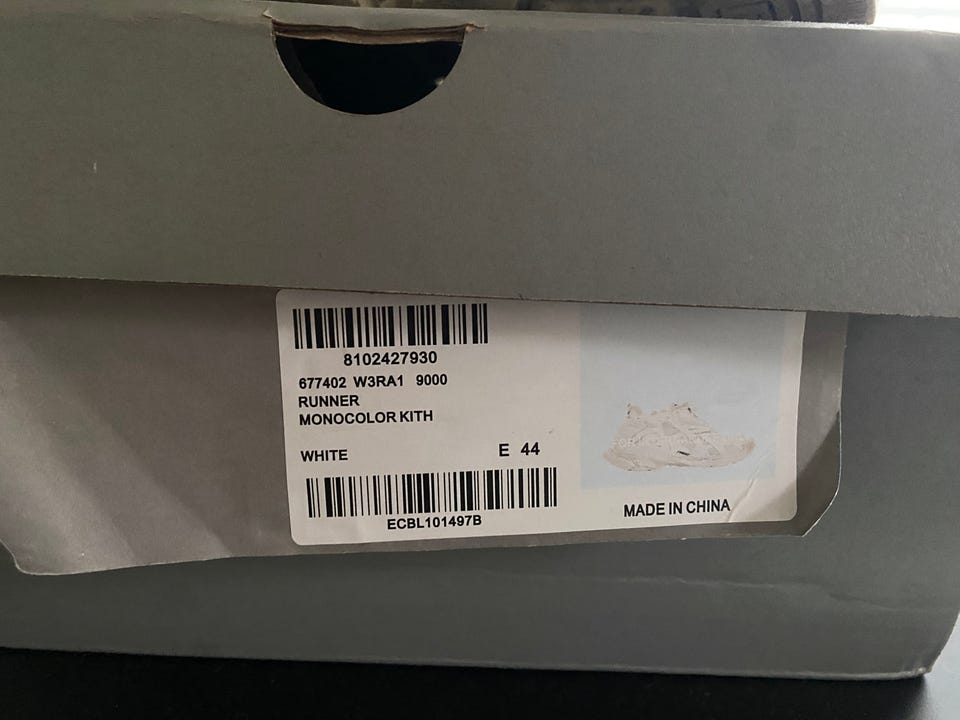 8102427930
677402 W3RA1 9000
RUNNER
MONOCOLOR KITH
WHITE E 44
ECBL101497B
MADE IN CHINA